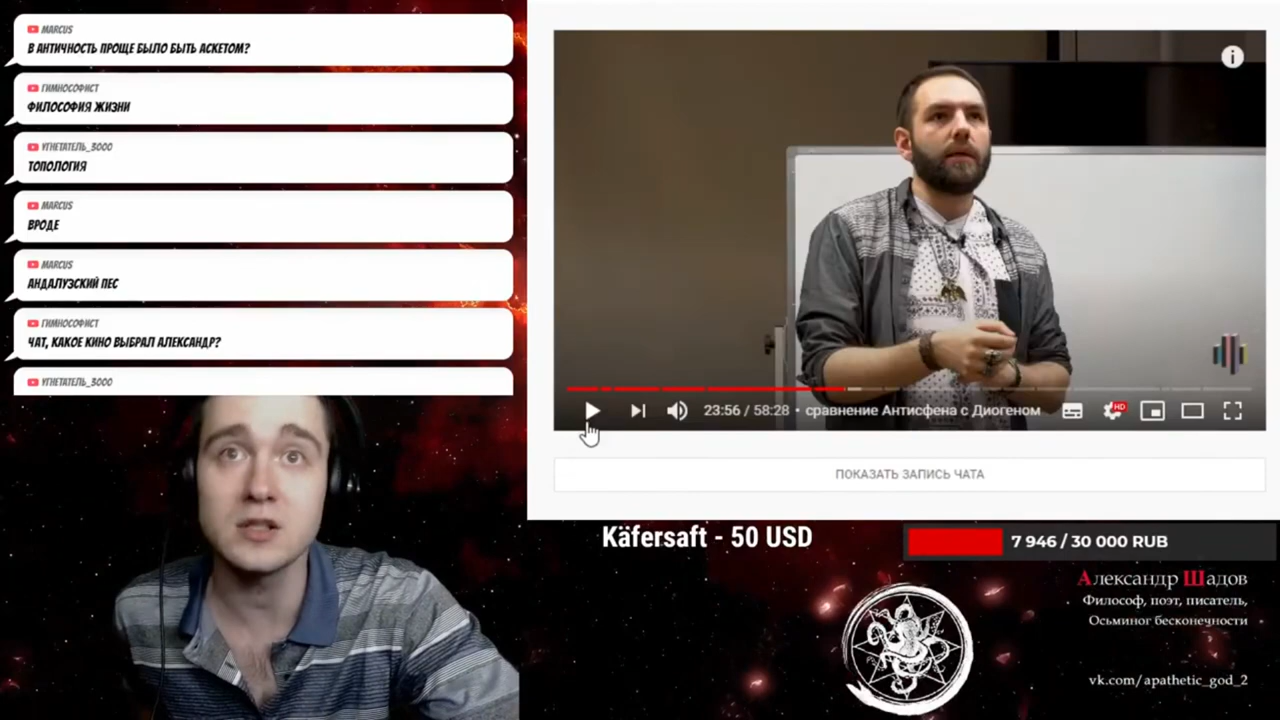 MARCUS
В АНТИЧНОСТЬ ПРОЩЕ БЫЛО БЫТЬ АСКЕТОМ?
ГИМНОСОФИСТ
ФИЛОСОФИЯ ЖИЗНИ
УГНЕТАТЕЛЬ_3000
ТОПОЛОГИЯ
MARCUS
ВРОДЕ
MARCUS
АНДАЛУЗСКИЙ ПЕС
ГИМНОСОФИСТ
ЧАТ, КАКОЕ КИНО ВЫБРАЛ АЛЕКСАНДР?
УГНЕТАТЕЛЬ_3000
i
23:56 / 58:28 • сравнение Антисфена с Диогеном
HD
ПОКАЗАТЬ ЗАПИСЬ ЧАТА
Käfersaft - 50 USD
7 946 / 30 000 RUB
Александр Шадов
Философ, поэт, писатель,
Осьминог бесконечности
vk.com/apathetic_god_2